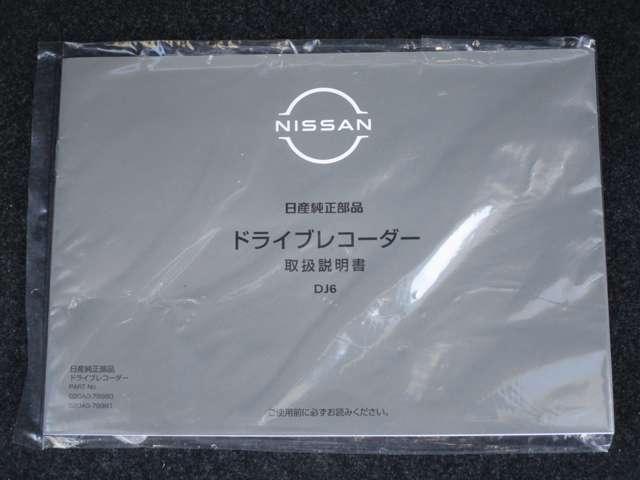 NISSAN
日産純正部品
ドライブレコーダー
取扱説明書
DJ6
日産純正部品
ドライブレコーダー
PART No.
ご使用前に必ずお読みください。